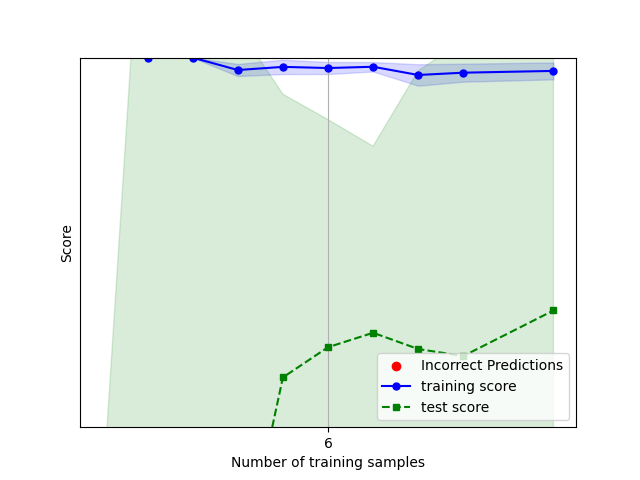 Score
Incorrect Predictions
training score
test score
6
Number of training samples